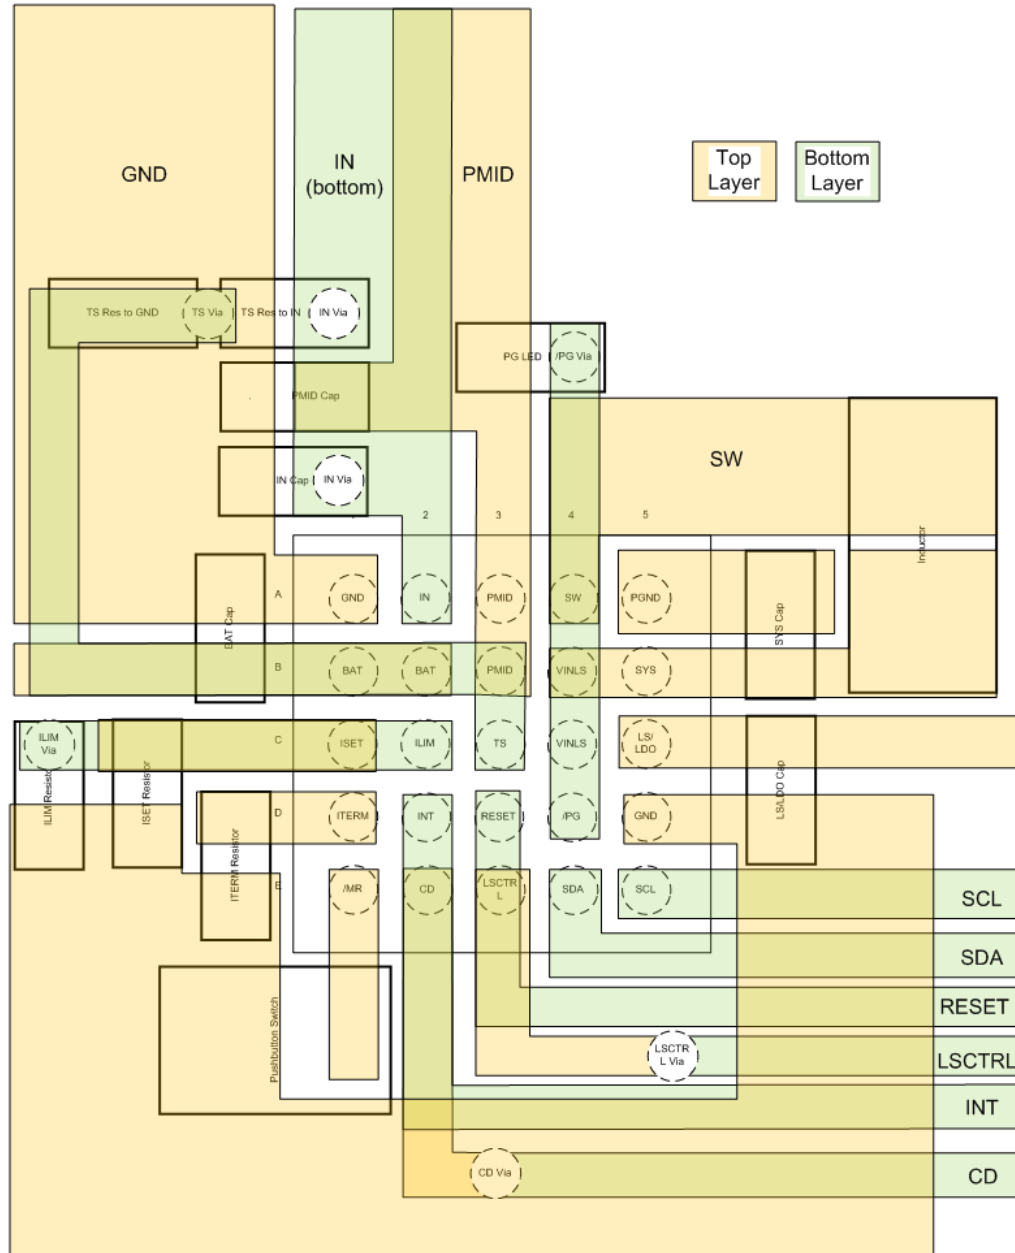 GND
IN
(bottom)
PMID
Top
Layer
Bottom
Layer
TS Res to GND
TS Via
TS Res to IN
IN Via
PG LED
/PG Via
PMID Cap
SW
IN Cap
IN Via
2
3
4
5
Inductor
A
GND
IN
PMID
SW
PGND
BAT Cap
SYS Cap
B
BAT
BAT
PMID
VINLS
SYS
ILIM
Via
C
ISET
ILIM
TS
VINLS
LS/
LDO
ILIM Resistor
ISET Resistor
LS/LDO Cap
D
ITERM
INT
RESET
/PG
GND
ITERM Resistor
E
/MR
CD
LSCTR
L
SDA
SCL
SCL
SDA
Pushbutton Switch
RESET
LSCTR
L Via
LSCTRL
INT
CD Via
CD